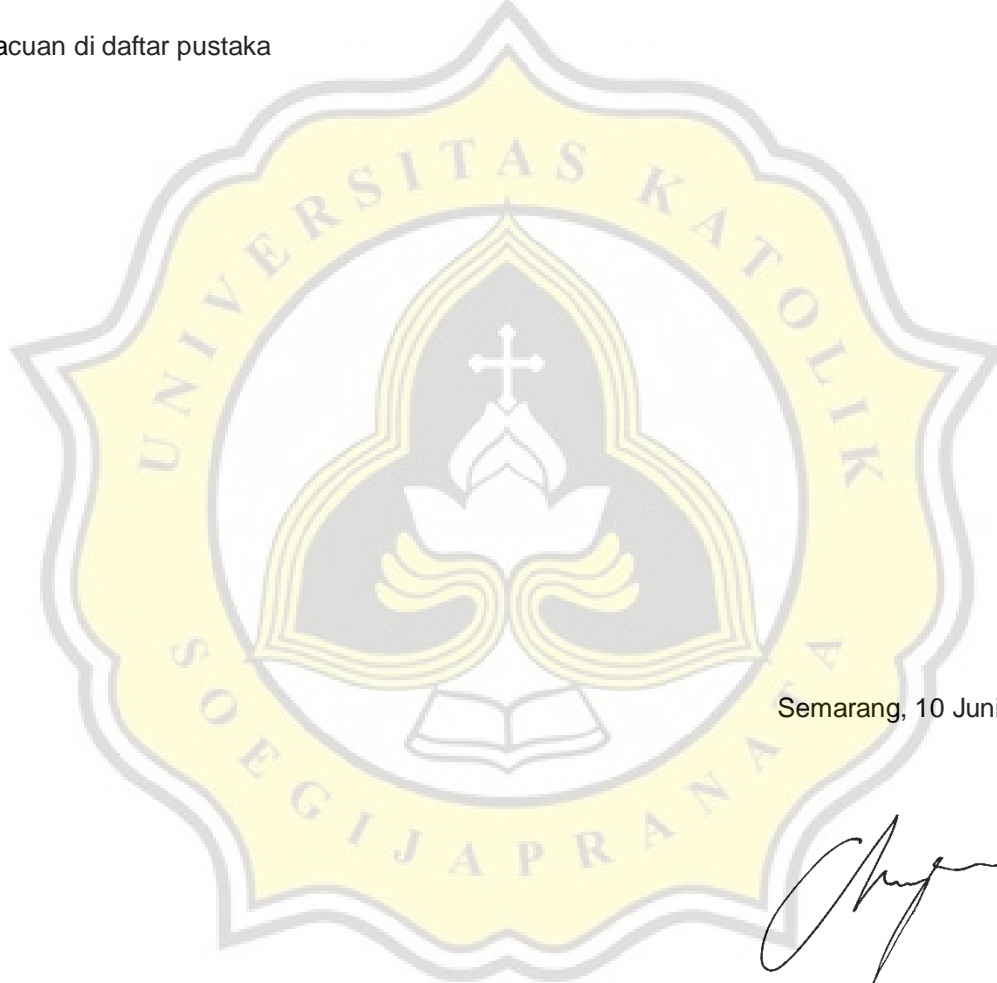 acuan di daftar pustaka
UNIVERSITAS KATOLIK
SOEGIJAPRANATA
Semarang, 10 Juni